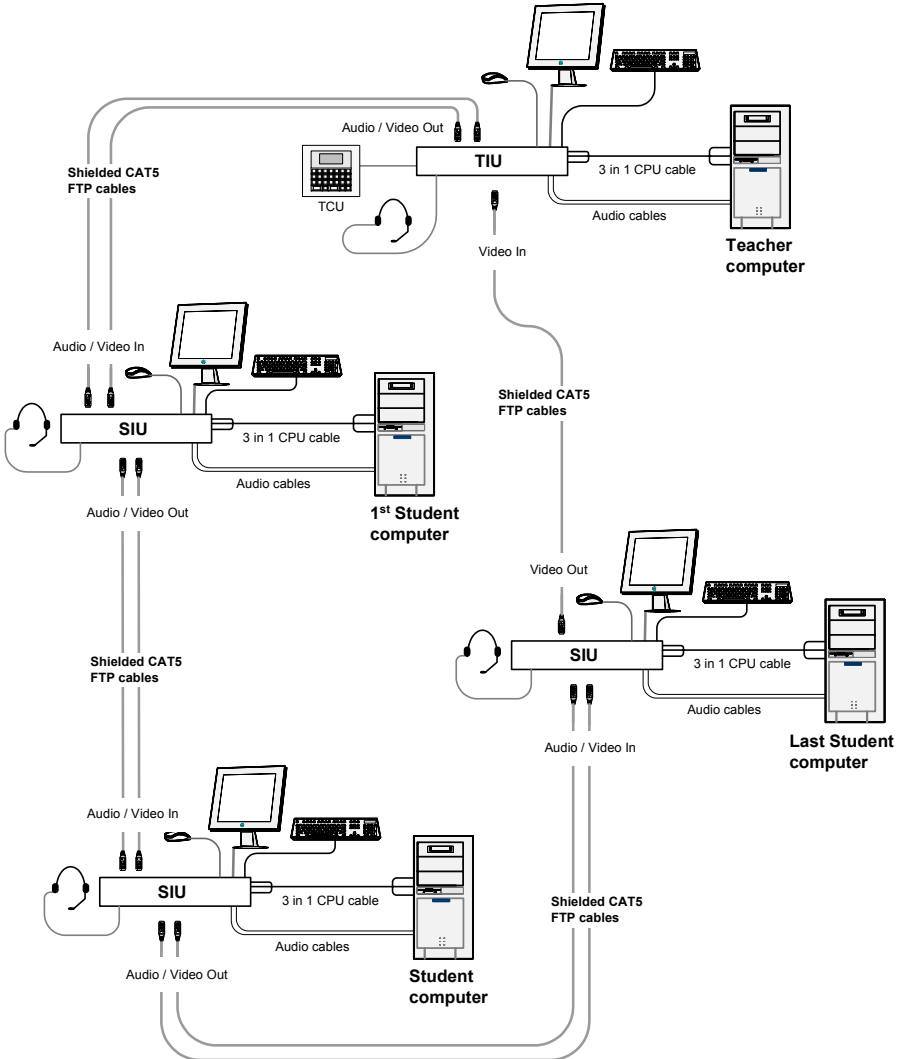 Audio / Video Out
TIU
3 in 1 CPU cable
Shielded CAT5
FTP cables
TCU
Audio cables
Video In
Teacher
computer
Audio / Video In
SIU
3 in 1 CPU cable
Audio cables
Audio / Video Out
1st Student
computer
Shielded CAT5
FTP cables
Video Out
SIU
3 in 1 CPU cable
Audio cables
Audio / Video In
Last Student
computer
Shielded CAT5
FTP cables
Audio / Video In
SIU
3 in 1 CPU cable
Audio cables
Audio / Video Out
Student
computer
Shielded CAT5
FTP cables